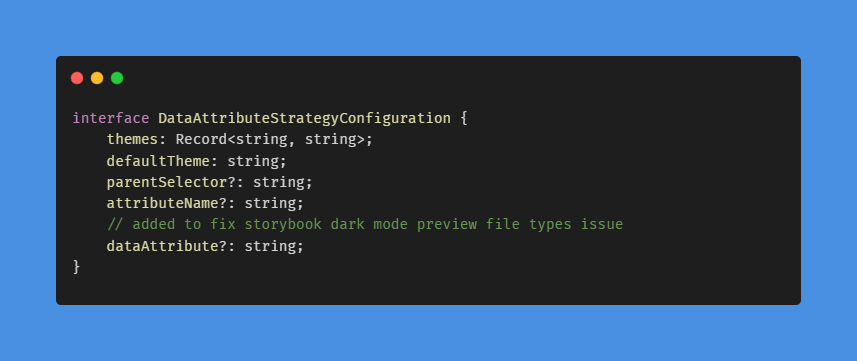 interface DataAttributeStrategyConfiguration {
    themes: Record<string, string>;
    defaultTheme: string;
    parentSelector?: string;
    attributeName?: string;
    // added to fix storybook dark mode preview file types issue
    dataAttribute?: string;
}